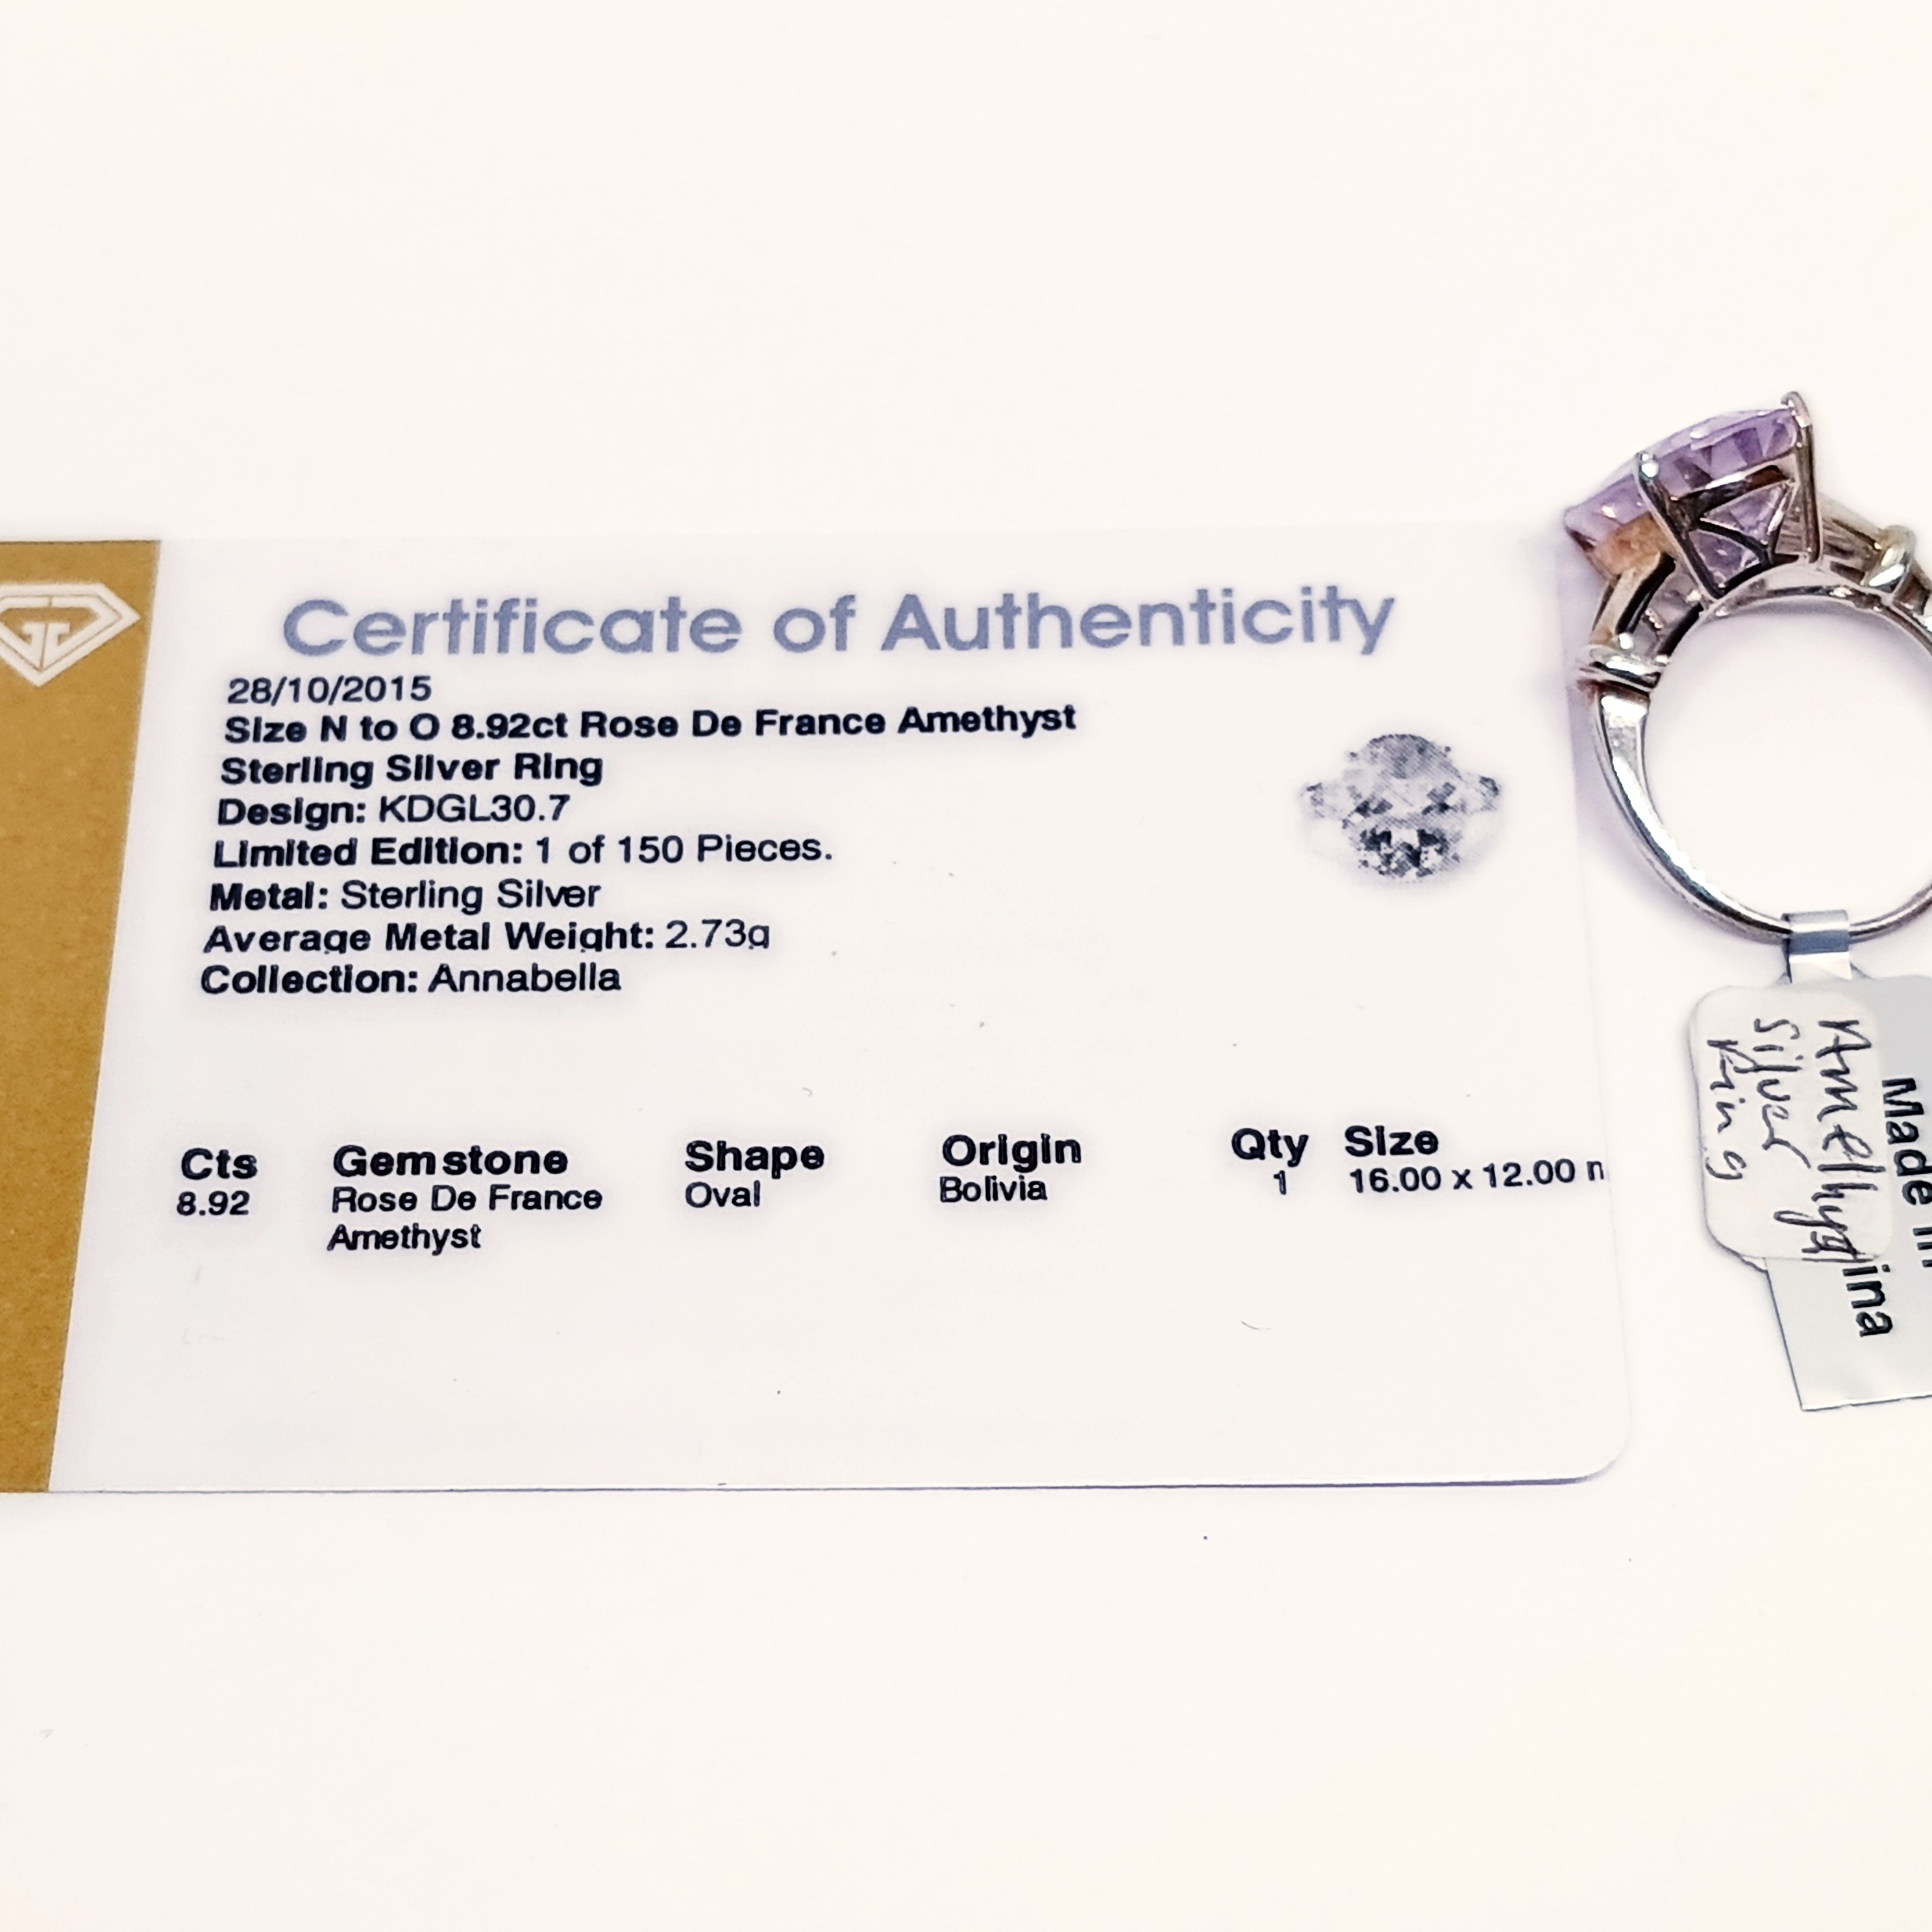 Certificate of Authenticity
28/10/2015
Size N to O 8.92ct Rose De France Amethyst
Sterling Silver Ring
Design: KDGL30.7
Limited Edition: 1 of 150 Pieces.
Metal: Sterling Silver
Average Metal Weight: 2.73g
Collection: Annabella
Cts Gemstone Shape Origin Qty Size
8.92 Rose De France Oval Bolivia 1 16.00 x 12.00
Amethyst
Amethyst
Silver
Ring
Made in
ina